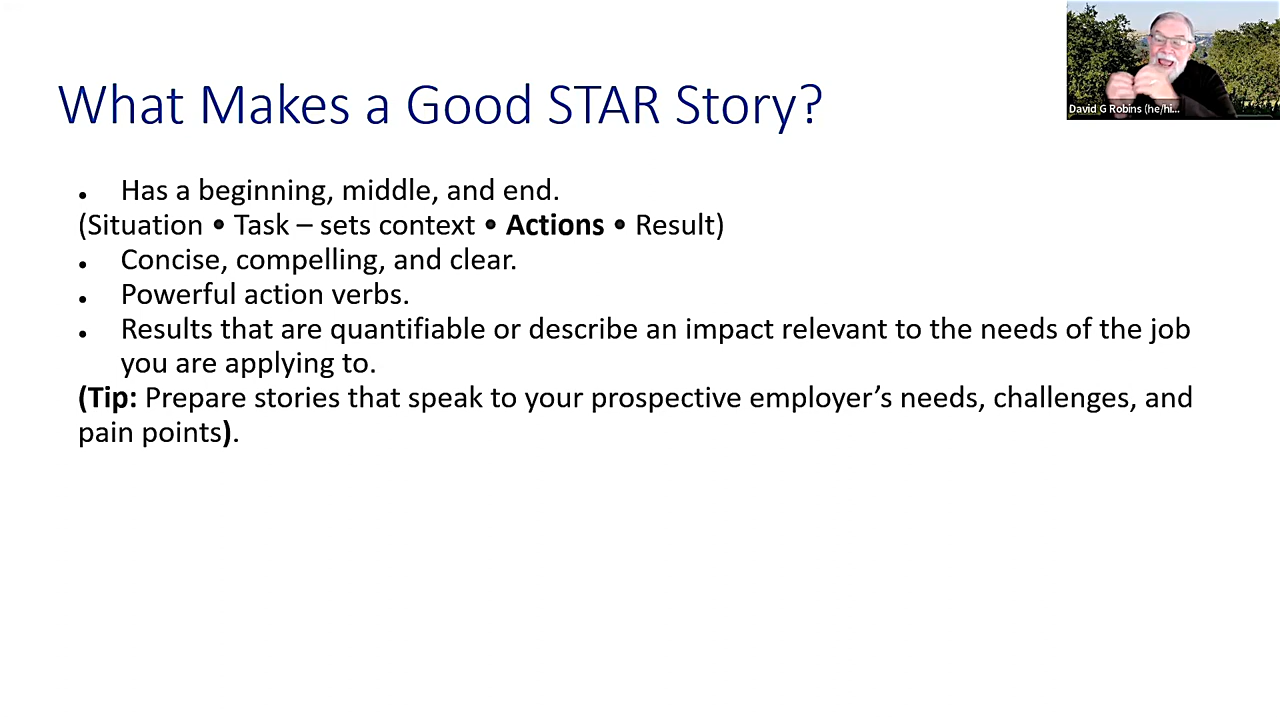 What Makes a Good STAR Story?
David G Robins (he/hi...
• Has a beginning, middle, and end.
(Situation • Task – sets context • Actions • Result)
• Concise, compelling, and clear.
• Powerful action verbs.
• Results that are quantifiable or describe an impact relevant to the needs of the job
you are applying to.
(Tip: Prepare stories that speak to your prospective employer’s needs, challenges, and
pain points).